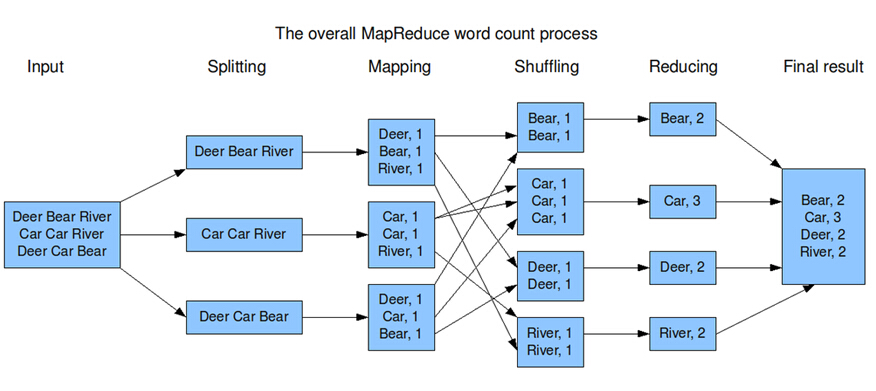 The overall MapReduce word count process
Input
Splitting
Mapping
Shuffling
Reducing
Final result
Deer Bear River
Car Car River
Deer Car Bear
Deer Bear River
Car Car River
Deer Car Bear
Deer, 1
Bear, 1
River, 1
Car, 1
Car, 1
River, 1
Deer, 1
Car, 1
Bear, 1
Bear, 1
Bear, 1
Car, 1
Car, 1
Car, 1
Deer, 1
Deer, 1
River, 1
River, 1
Bear, 2
Car, 3
Deer, 2
River, 2
Bear, 2
Car, 3
Deer, 2
River, 2